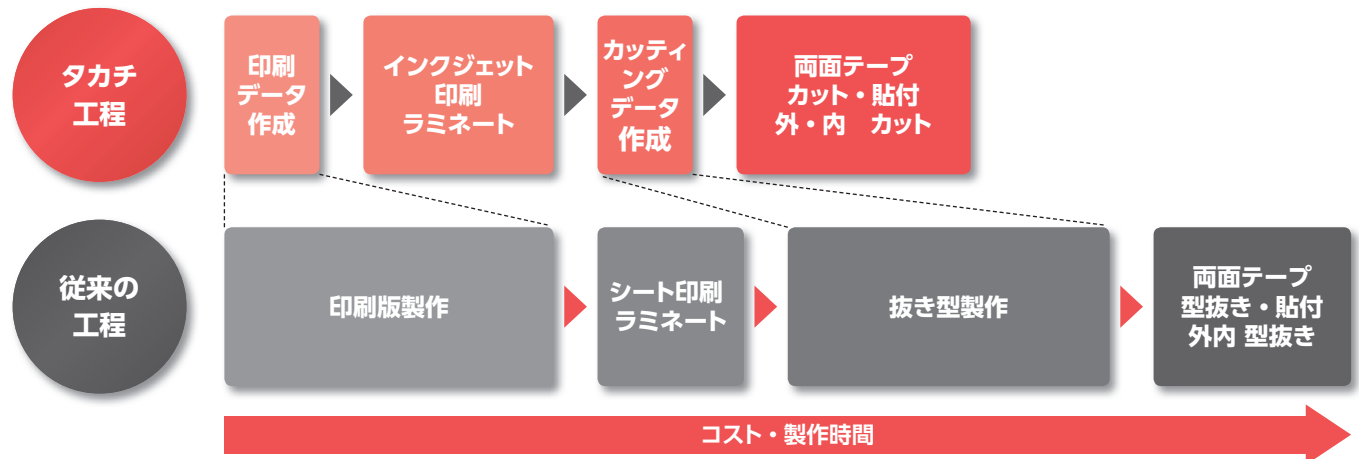 タカチ
工程
印刷
データ
作成
インクジェット
印刷
ラミネート
カッティ
ング
データ
作成
両面テープ
カット・貼付
外・内　カット
従来の
工程
印刷版製作
シート印刷
ラミネート
抜き型製作
両面テープ
型抜き・貼付
外内 型抜き
コスト・製作時間